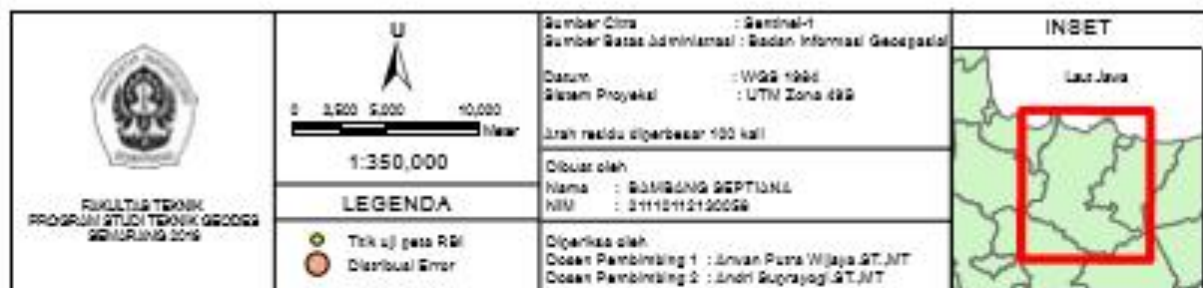 FAKULTAS TEKNIK
PROGRAM STUDI TEKNIK GEODESI
SEMARANG 2019
U
0 2,500 5,000 10,000
Meter
1:350,000
LEGENDA
Titik uji peta RBI
Distribusi Error
Sumber Citra : Sentinel-1
Sumber Batas Administrasi : Badan Informasi Geospasial
Datum : WGS 1984
Sistem Proyeksi : UTM Zona 49S
Arah residu diperbesar 100 kali
Dibuat oleh
Nama : BAMBANG SEPTIANA
NIM :
Diperiksa oleh
Dosen Pembimbing 1 : Arwan Putra Wijaya.ST.,MT
Dosen Pembimbing 2 : Andri Suprayogi.ST.,MT
INSET
Laut Jawa